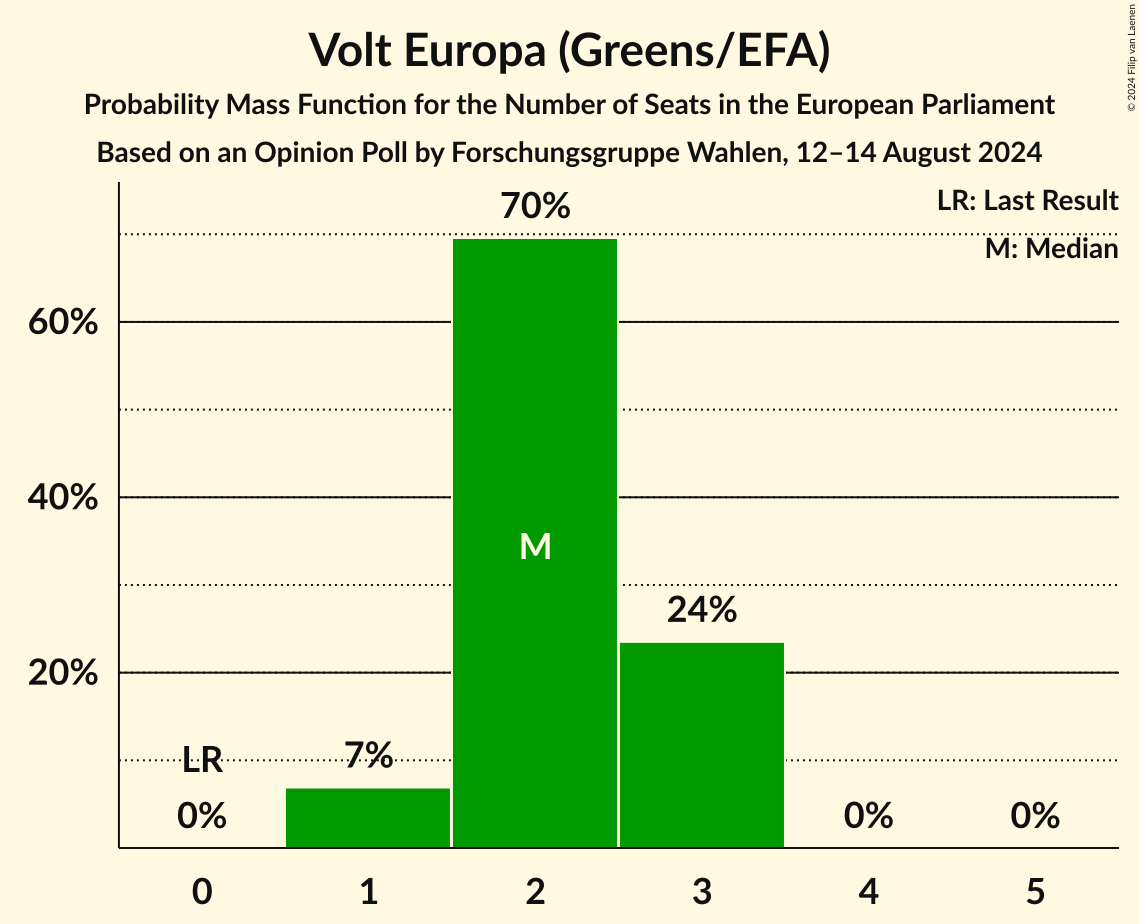 Volt Europa (Greens/EFA)
Probability Mass Function for the Number of Seats in the European Parliament
Based on an Opinion Poll by Forschungsgruppe Wahlen, 12–14 August 2024
© 2024 Filip van Laenen
LR: Last Result
M: Median
70%
60%
40%
M
24%
20%
LR
7%
0%
0%
0%
0 1 2 3 4 5